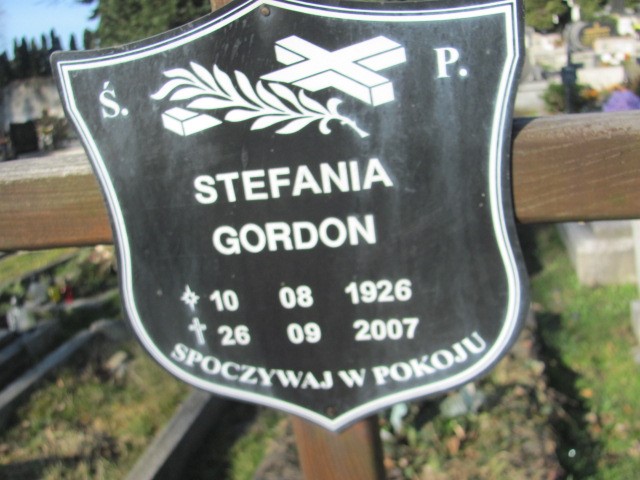 Ś. P.
STEFANIA
GORDON
10 08 1926
26 09 2007
SPOCZYWAJ W POKOJU